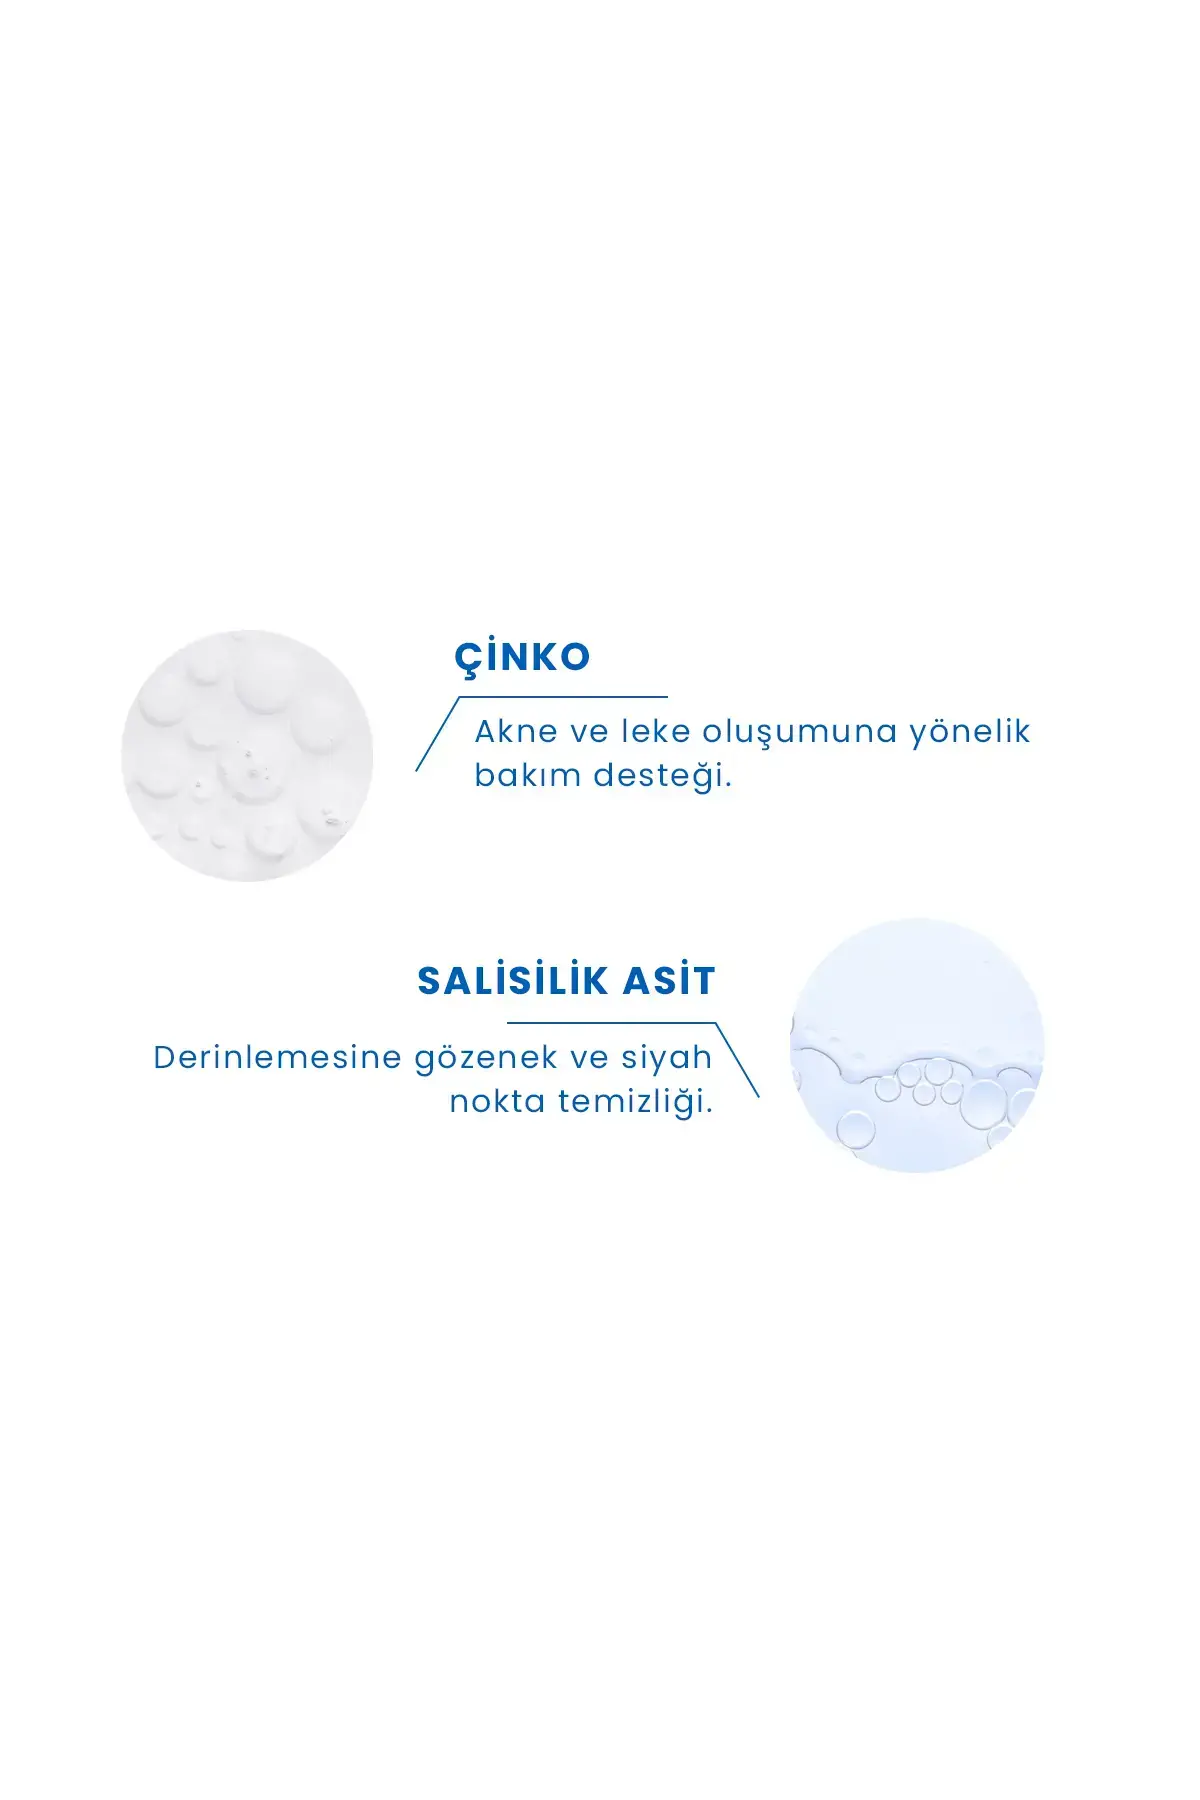 ÇİNKO
Akne ve leke oluşumuna yönelik
bakım desteği.
SALİSİLİK ASİT
Derinlemesine gözenek ve siyah
nokta temizliği.